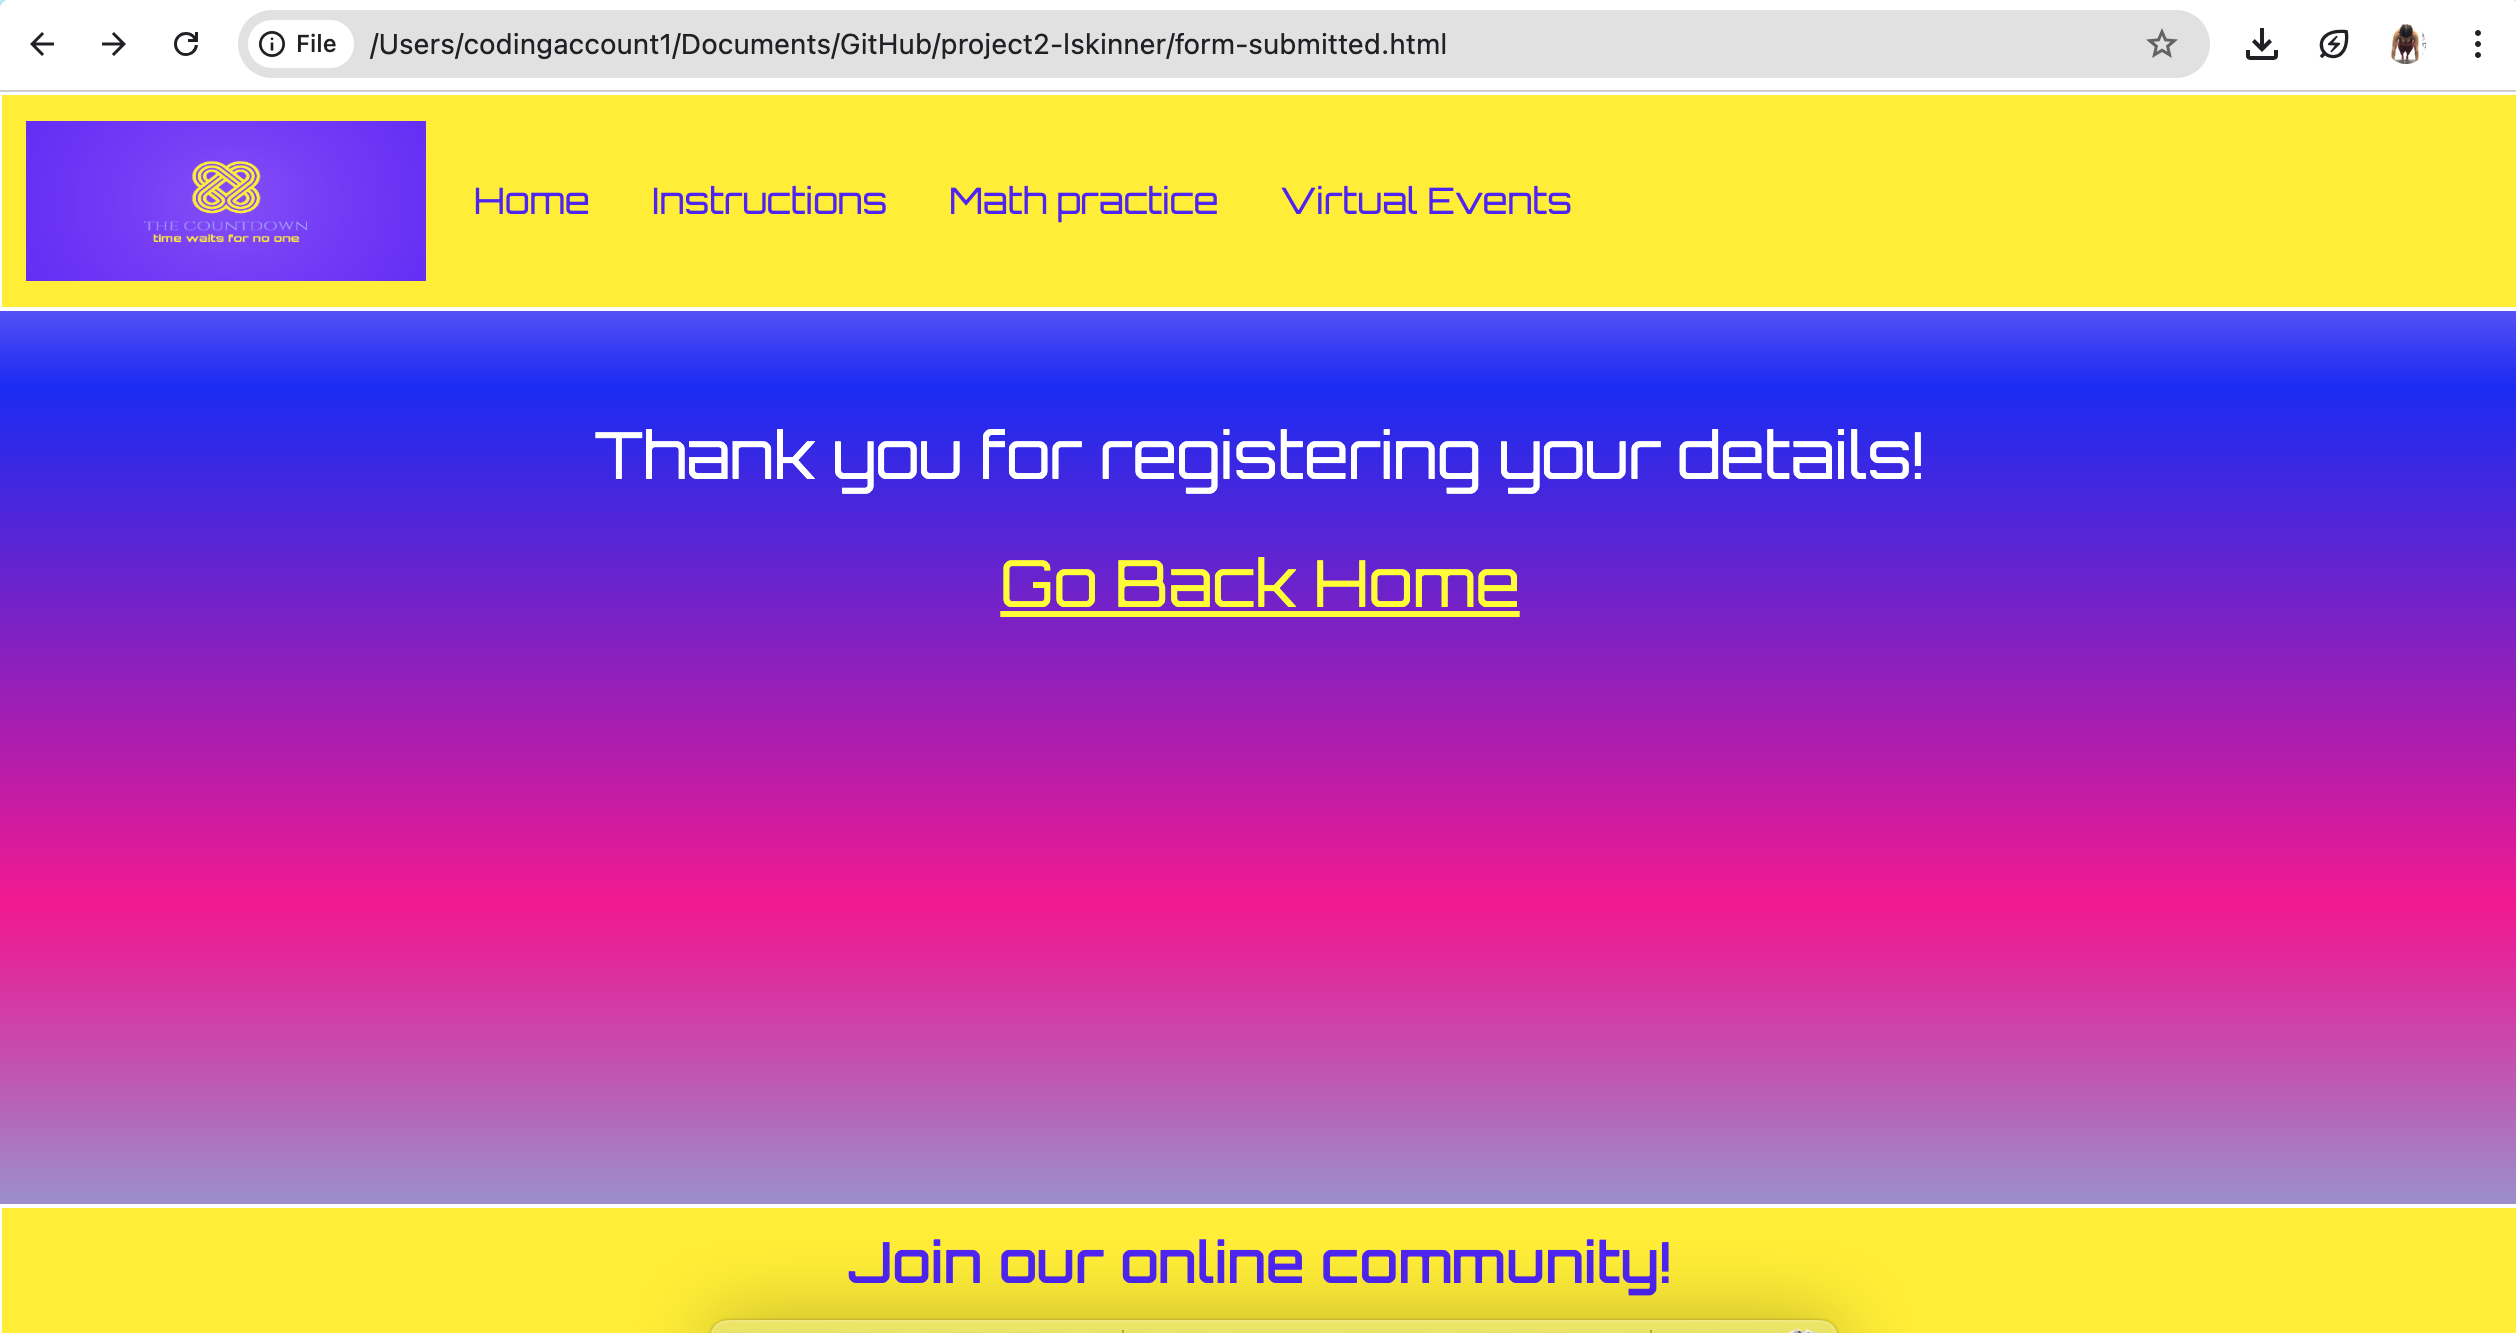 File /Users/codingaccount1/Documents/GitHub/project2-lskinner/form-submitted.html
THE COUNTDOWN
time waits for no one
Home Instructions Math practice Virtual Events
Thank you for registering your details!
Go Back Home
Join our online community!